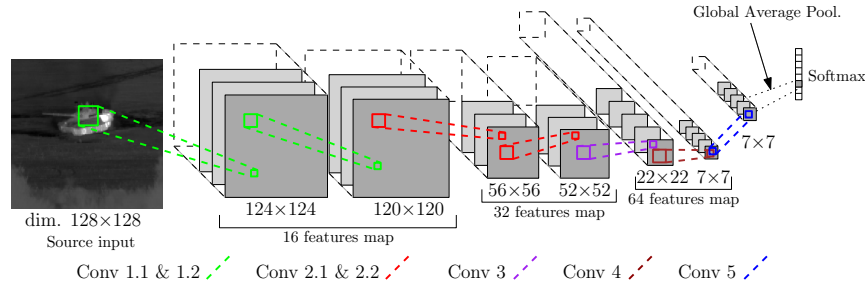 Global Average Pool.
Softmax
7×7
124×124
120×120
56×56
52×52
22×22
7×7
dim. 128×128
Source input
16 features map
32 features map
64 features map
Conv 1.1 & 1.2
Conv 2.1 & 2.2
Conv 3
Conv 4
Conv 5